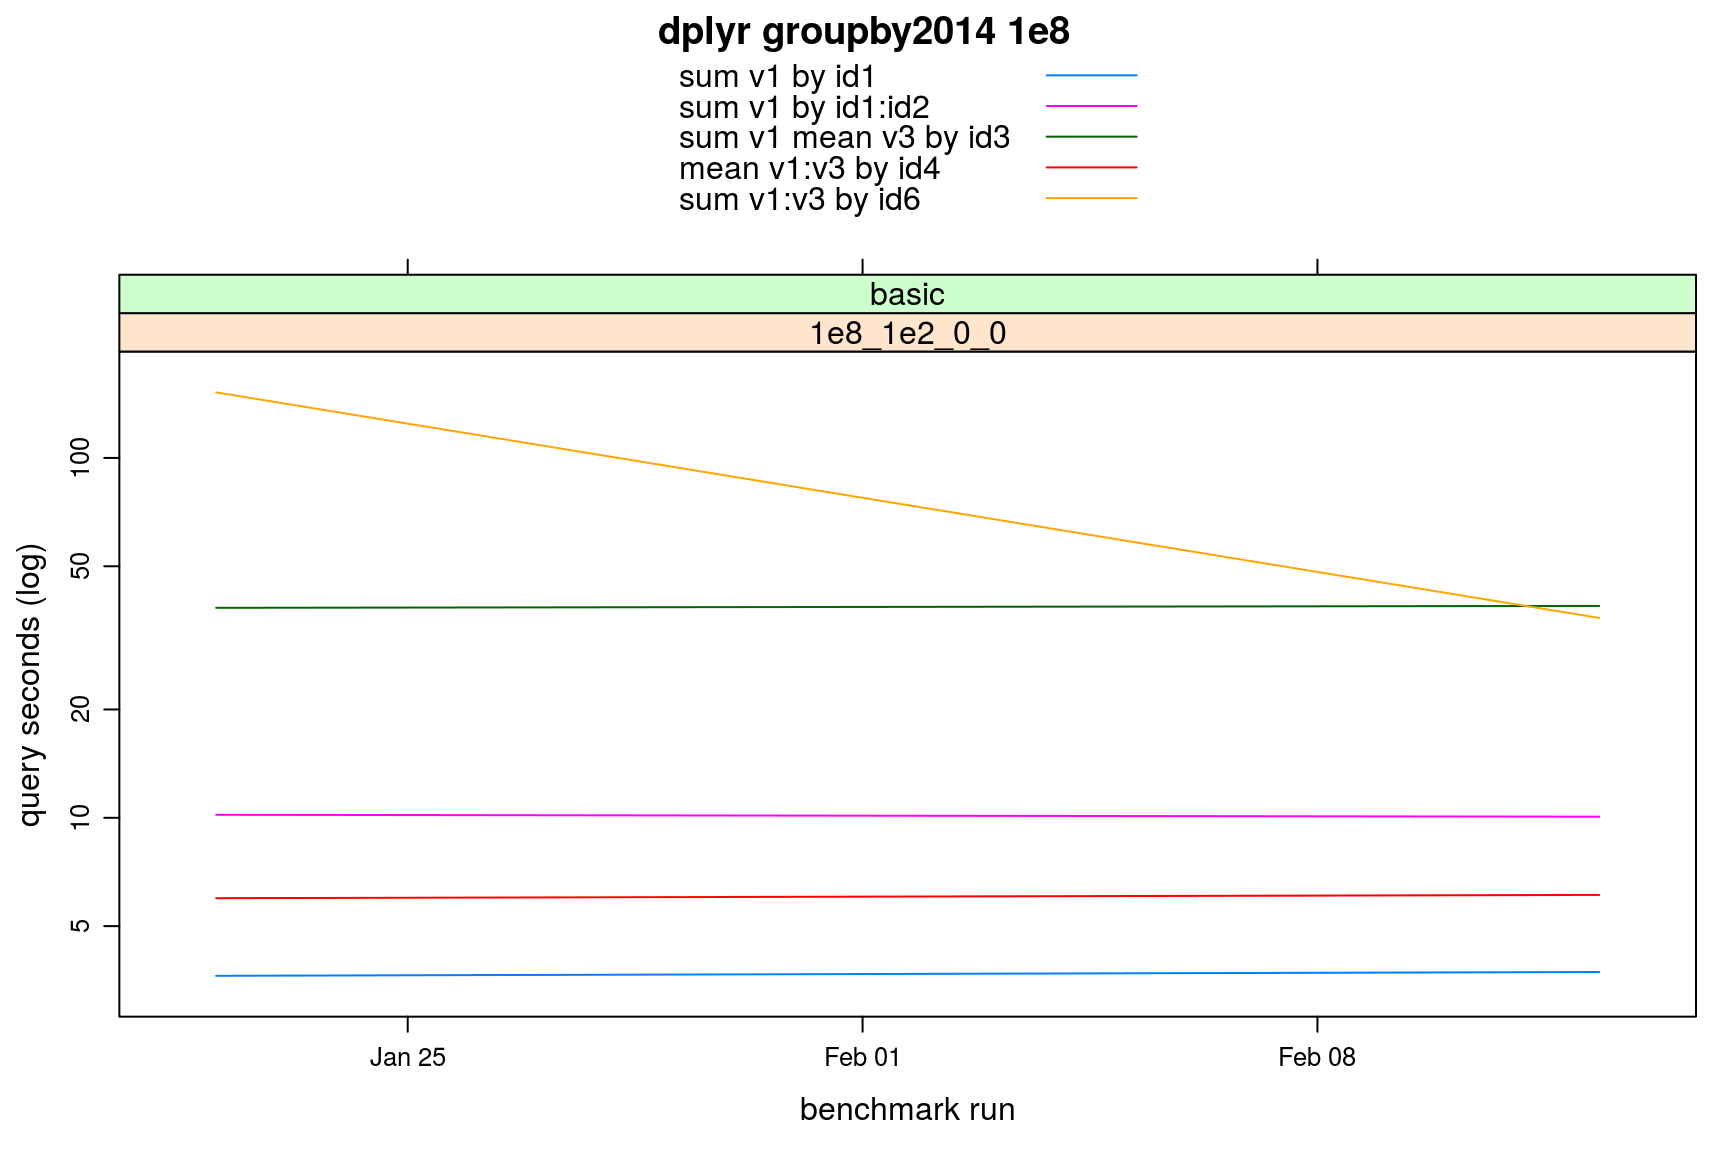 dplyr groupby2014 1e8
sum v1 by id1
sum v1 by id1:id2
sum v1 mean v3 by id3
mean v1:v3 by id4
sum v1:v3 by id6
basic
1e8_1e2_0_0
100
50
20
10
5
query seconds (log)
Jan 25
Feb 01
Feb 08
benchmark run